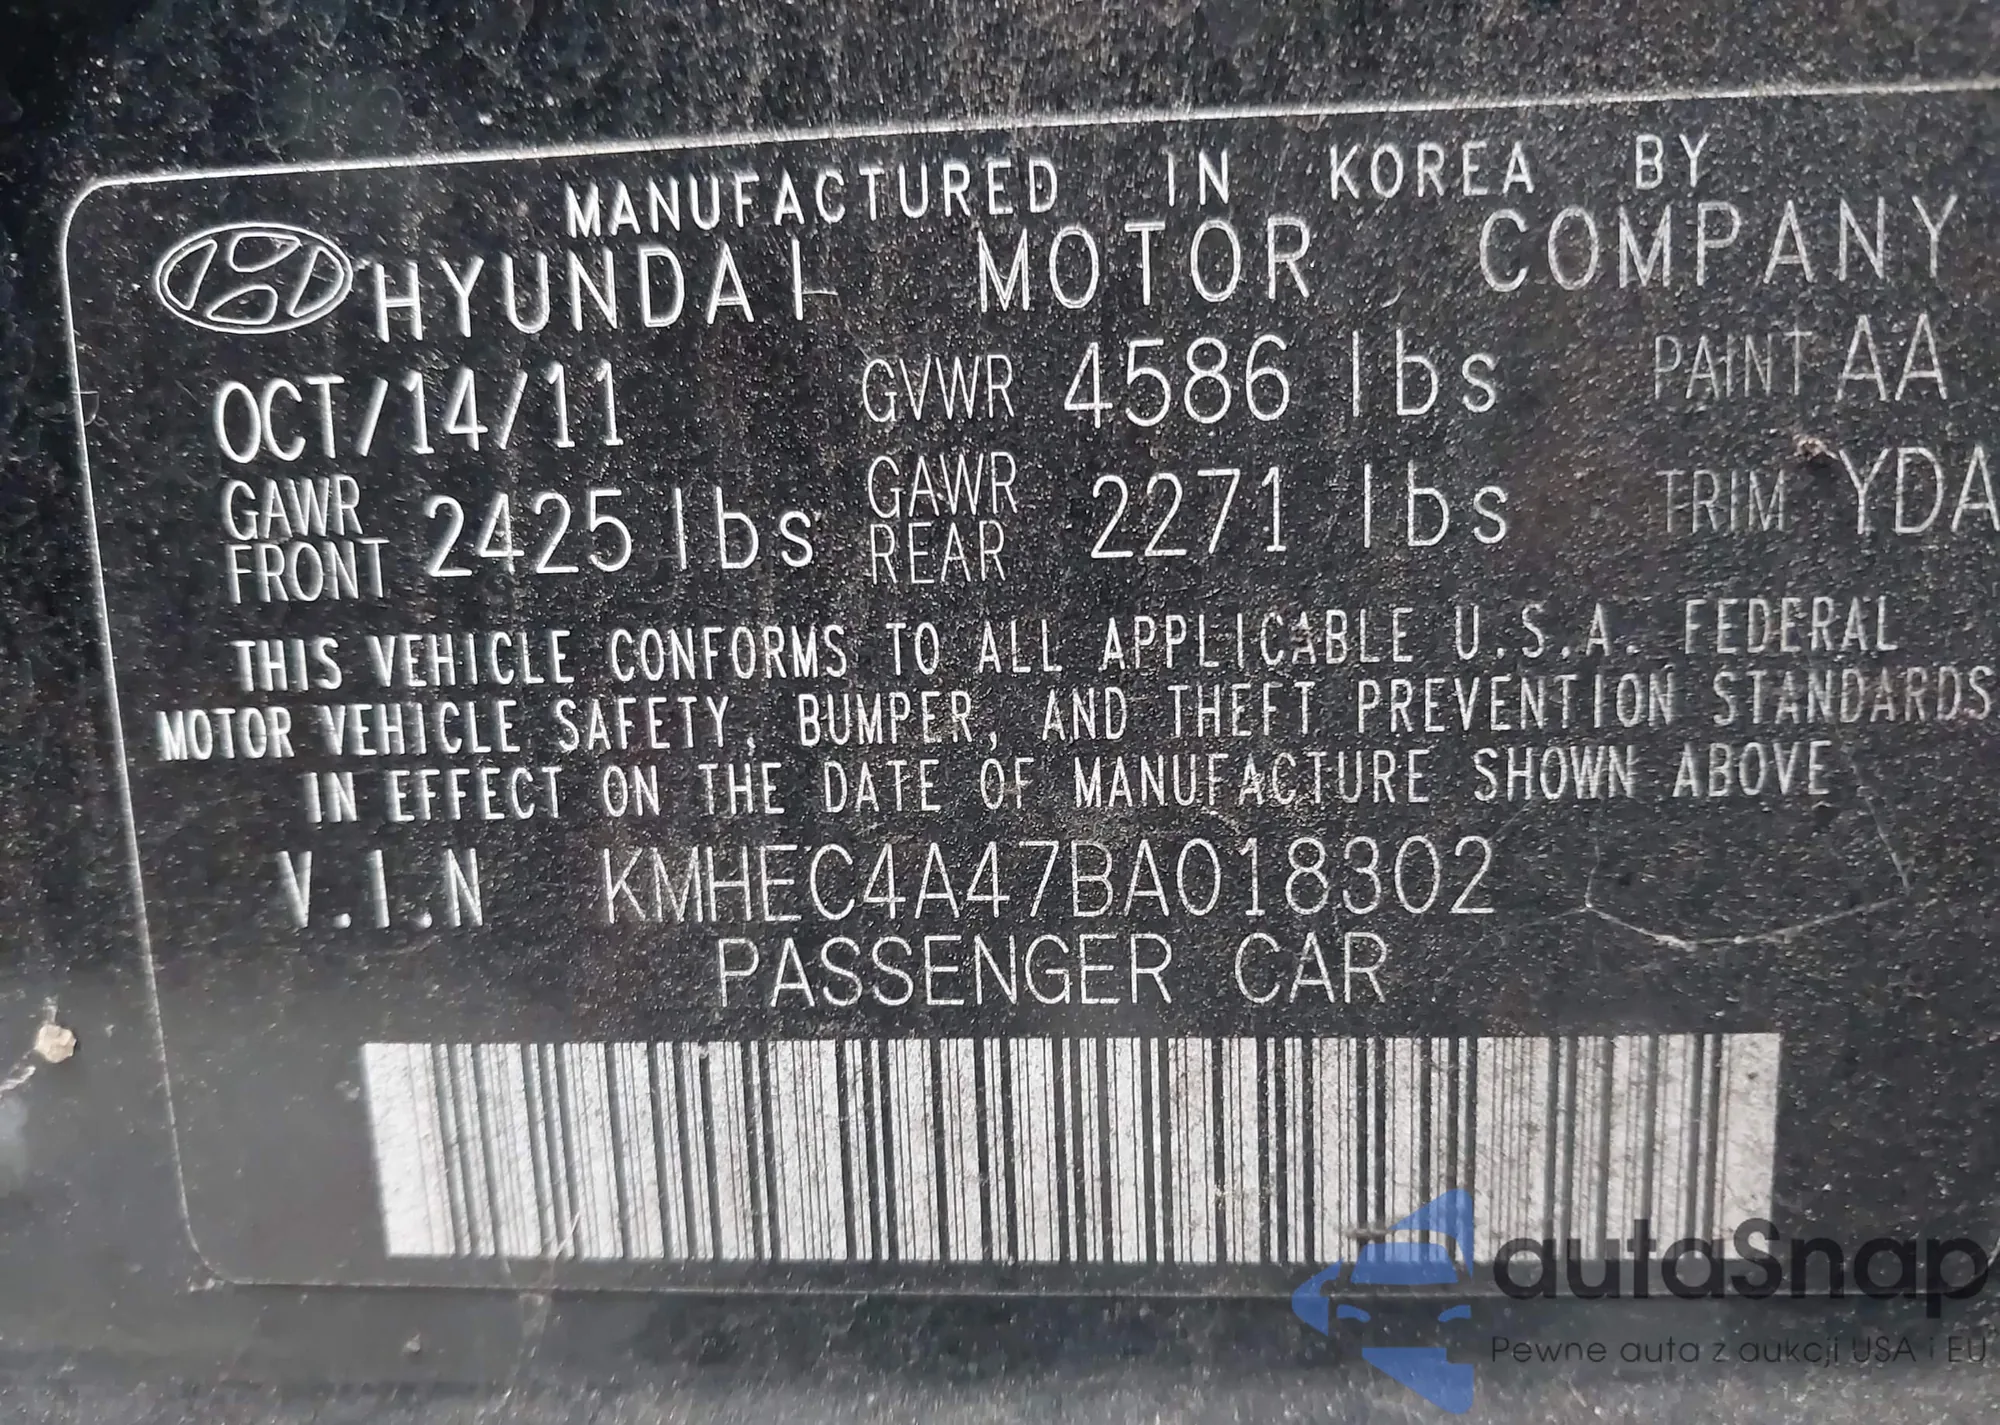 MANUFACTURED IN KOREA BY
HYUNDAI MOTOR COMPANY
OCT/14/11 GVWR 4586 lbs PAINT AA
GAWR FRONT 2425 lbs GAWR REAR 2271 lbs TRIM YDA
THIS VEHICLE CONFORMS TO ALL APPLICABLE U.S.A. FEDERAL
MOTOR VEHICLE SAFETY, BUMPER, AND THEFT PREVENTION STANDARDS
IN EFFECT ON THE DATE OF MANUFACTURE SHOWN ABOVE
V.I.N KMHEC4A47BA018302
PASSENGER CAR
autaSnap
Pewne auta z aukcji USA i EU